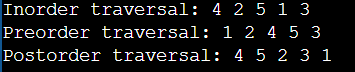 Inorder traversal: 4 2 5 1 3
Preorder traversal: 1 2 4 5 3
Postorder traversal: 4 5 2 3 1